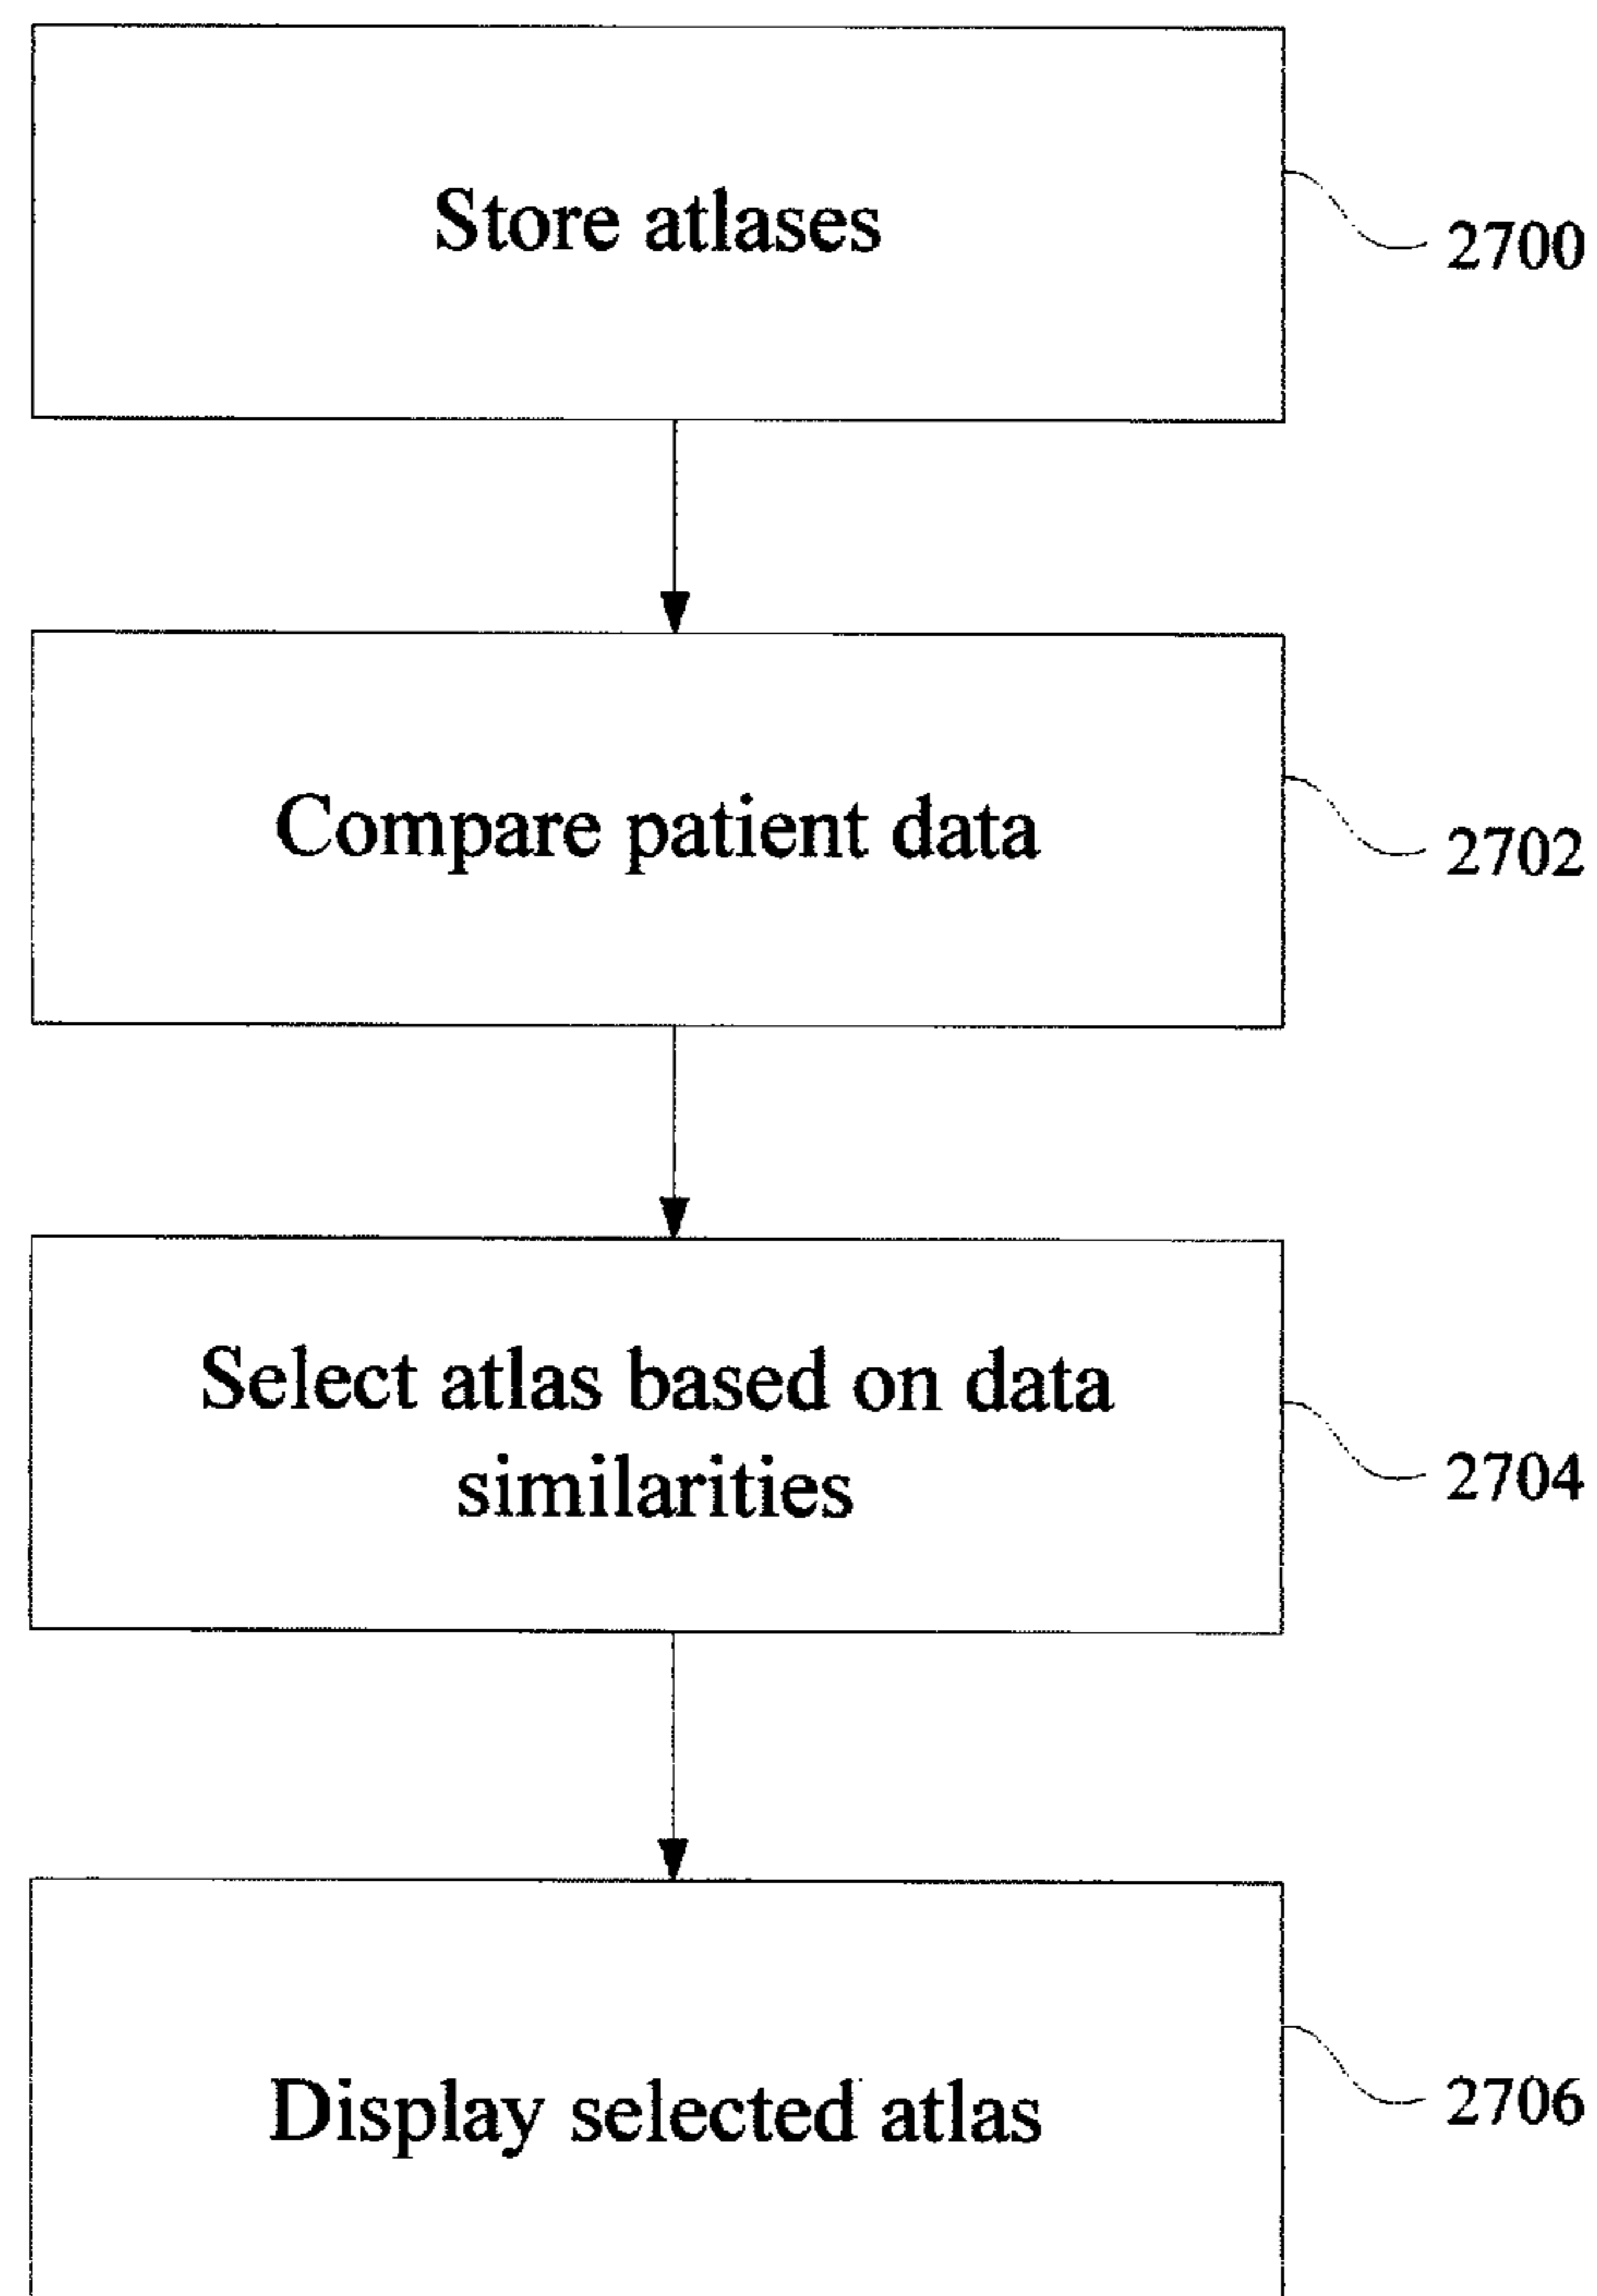 Store atlases
2700
Compare patient data
2702
Select atlas based on data
similarities
2704
Display selected atlas
2706